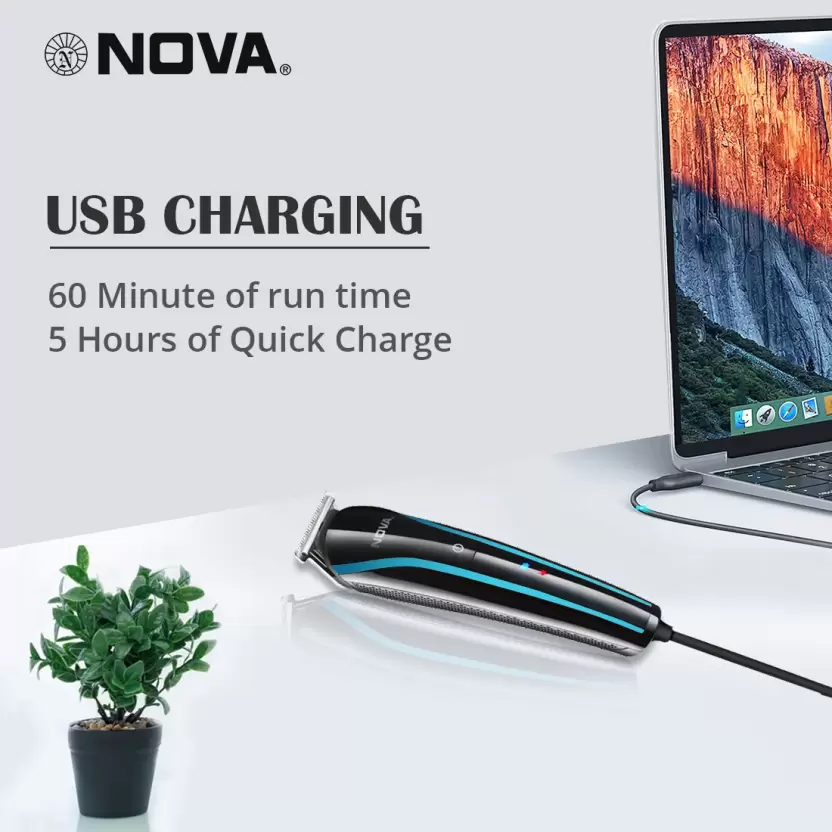 NOVA®
USB CHARGING
60 Minute of run time
5 Hours of Quick Charge
NOVA